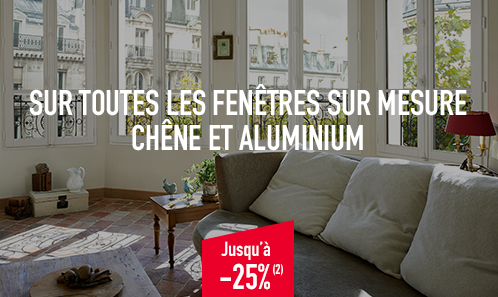 SUR TOUTES LES FENÊTRES SUR MESURE
CHÊNE ET ALUMINIUM
Jusqu'à
-25% (2)